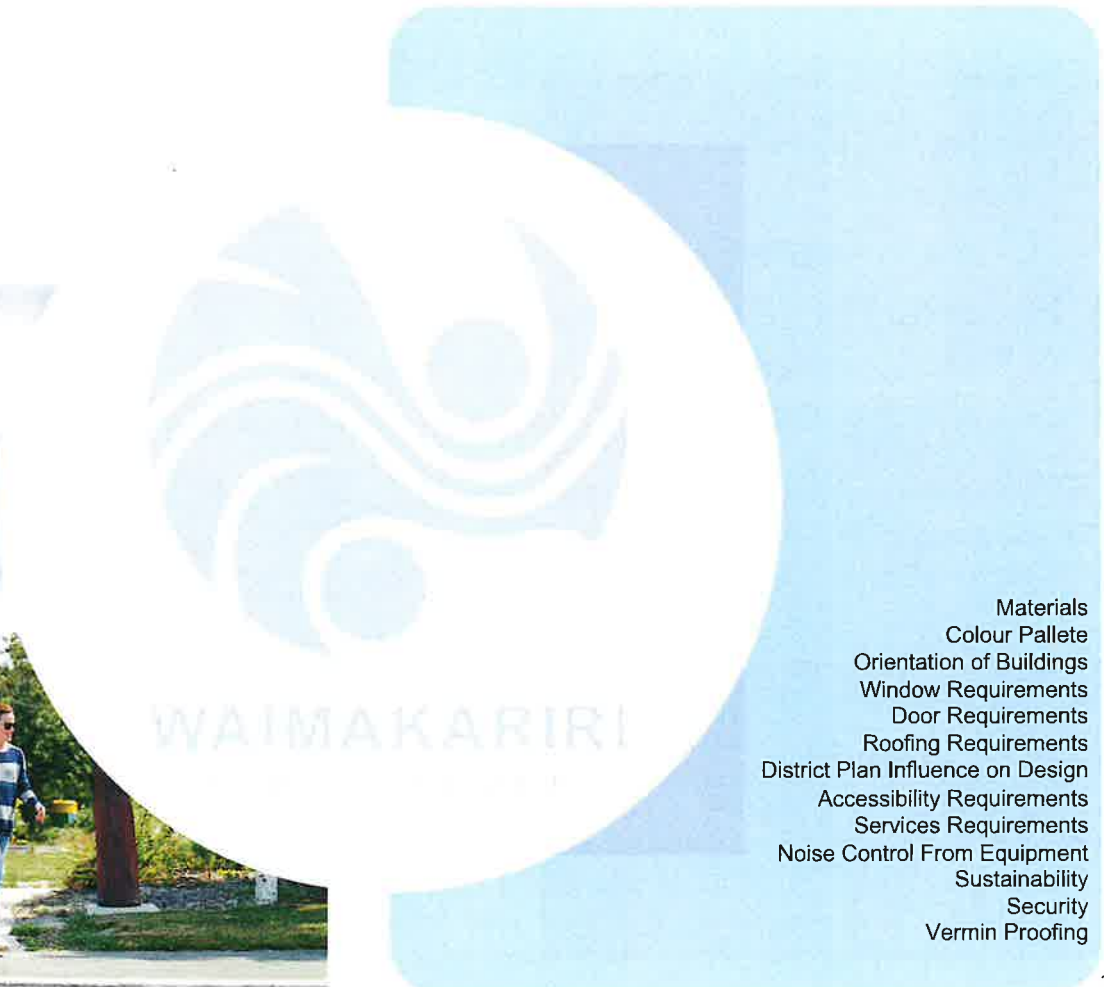 WAIMAKARIRI
Materials
Colour Pallete
Orientation of Buildings
Window Requirements
Door Requirements
Roofing Requirements
District Plan Influence on Design
Accessibility Requirements
Services Requirements
Noise Control From Equipment
Sustainability
Security
Vermin Proofing